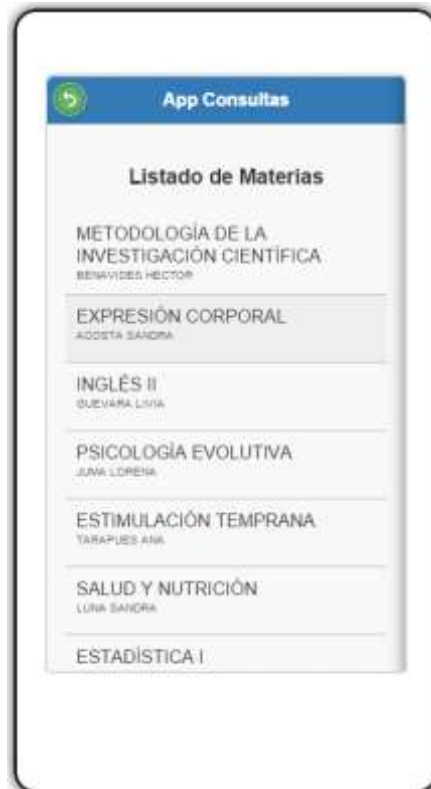 App Consultas
Listado de Materias
METODOLOGÍA DE LA
INVESTIGACIÓN CIENTÍFICA
BENAVIDES HECTOR
EXPRESIÓN CORPORAL
ACOSTA SANDRA
INGLÉS II
GUEVARA LIVIA
PSICOLOGÍA EVOLUTIVA
JUMA LORENA
ESTIMULACIÓN TEMPRANA
TARAPUES ANA
SALUD Y NUTRICIÓN
LUNA SANDRA
ESTADÍSTICA I